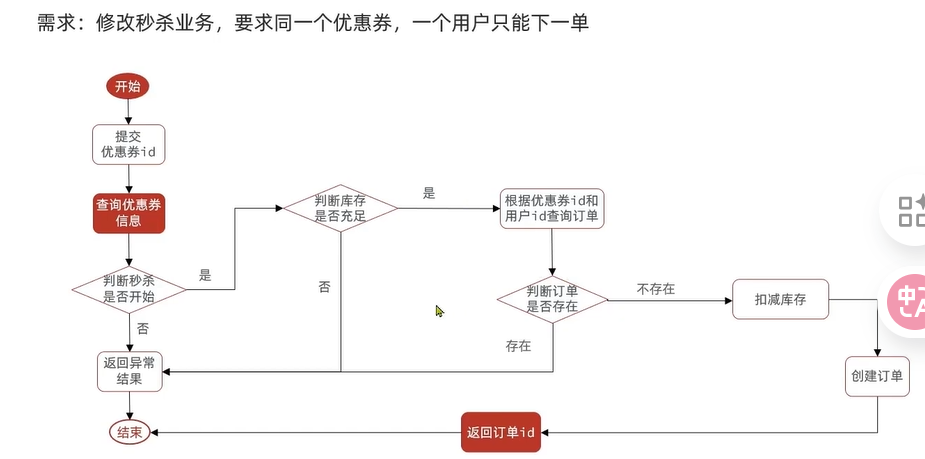 需求：修改秒杀业务，要求同一个优惠券，一个用户只能下一单
开始
提交
优惠券id
查询优惠券
信息
判断秒杀
是否开始
是
否
返回异常
结果
结束
判断库存
是否充足
是
否
根据优惠券id和
用户id查询订单
判断订单
是否存在
不存在
存在
扣减库存
创建订单
返回订单id
中